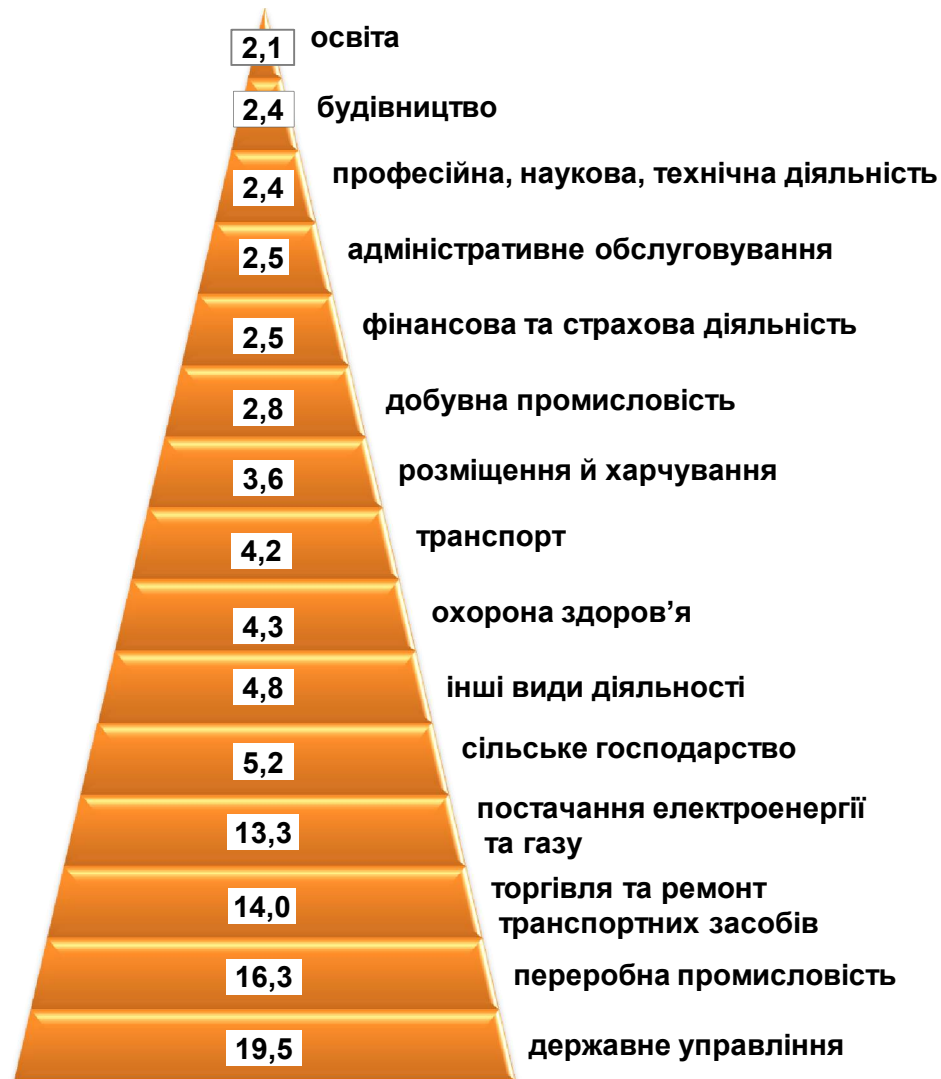 2,1 освіта
2,4 будівництво
2,4 професійна, наукова, технічна діяльність
2,5 адміністративне обслуговування
2,5 фінансова та страхова діяльність
2,8 добувна промисловість
3,6 розміщення й харчування
4,2 транспорт
4,3 охорона здоров’я
4,8 інші види діяльності
5,2 сільське господарство
13,3 постачання електроенергії
та газу
14,0 торгівля та ремонт
транспортних засобів
16,3 переробна промисловість
19,5 державне управління